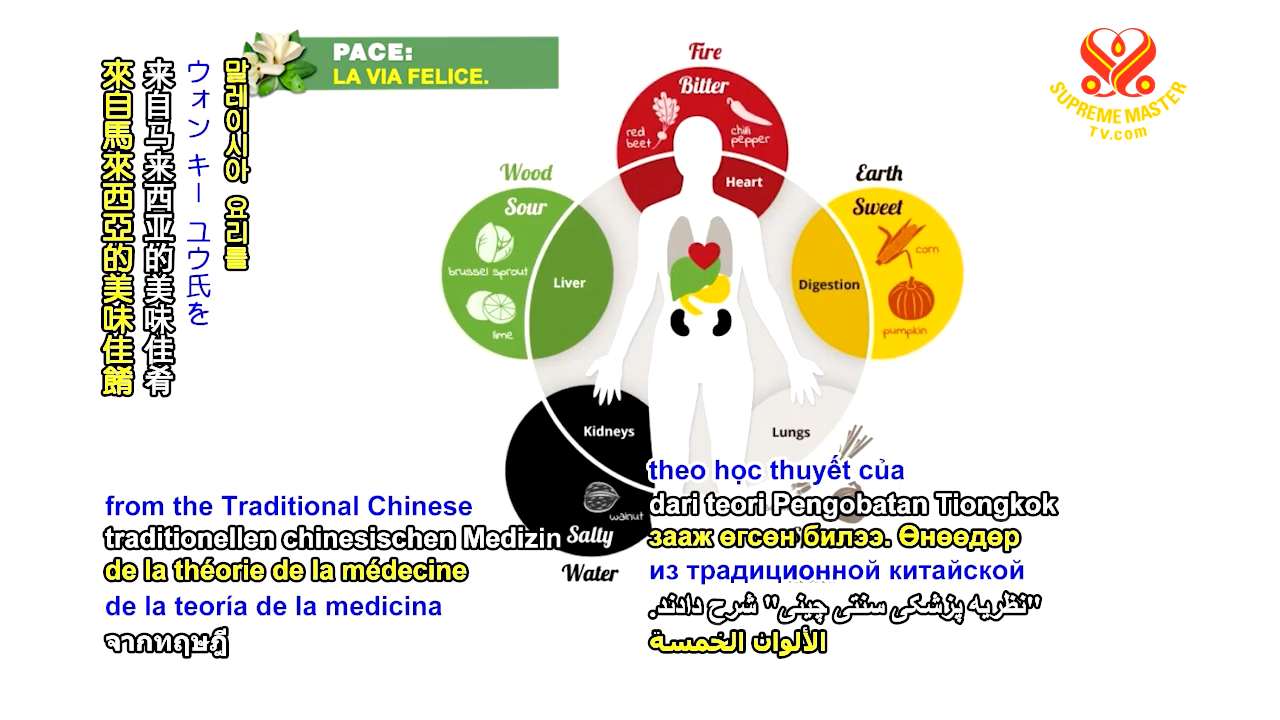 PACE:
LA VIA FELICE.
SUPREME MASTER
TV.com
來自馬來西亞的美味佳餚
来自马来西亚的美味佳肴
ウォン キー ユウ氏を
말레이시아 요리를
Fire
Bitter
red
beet
chilli
pepper
Heart
Wood
Sour
brussel sprout
lime
Liver
Earth
Sweet
corn
pumpkin
Digestion
Kidneys
walnut
Salty
Water
Lungs
from the Traditional Chinese
traditionellen chinesischen Medizin
de la théorie de la médecine
de la teoría de la medicina
จากทฤษฎี
theo học thuyết của
dari teori Pengobatan Tiongkok
зааж өгсөн билээ. Өнөөдөр
из традиционной китайской
"نظریه پزشکی سنتی چینی" شرح دادند.
الألوان الخمسة